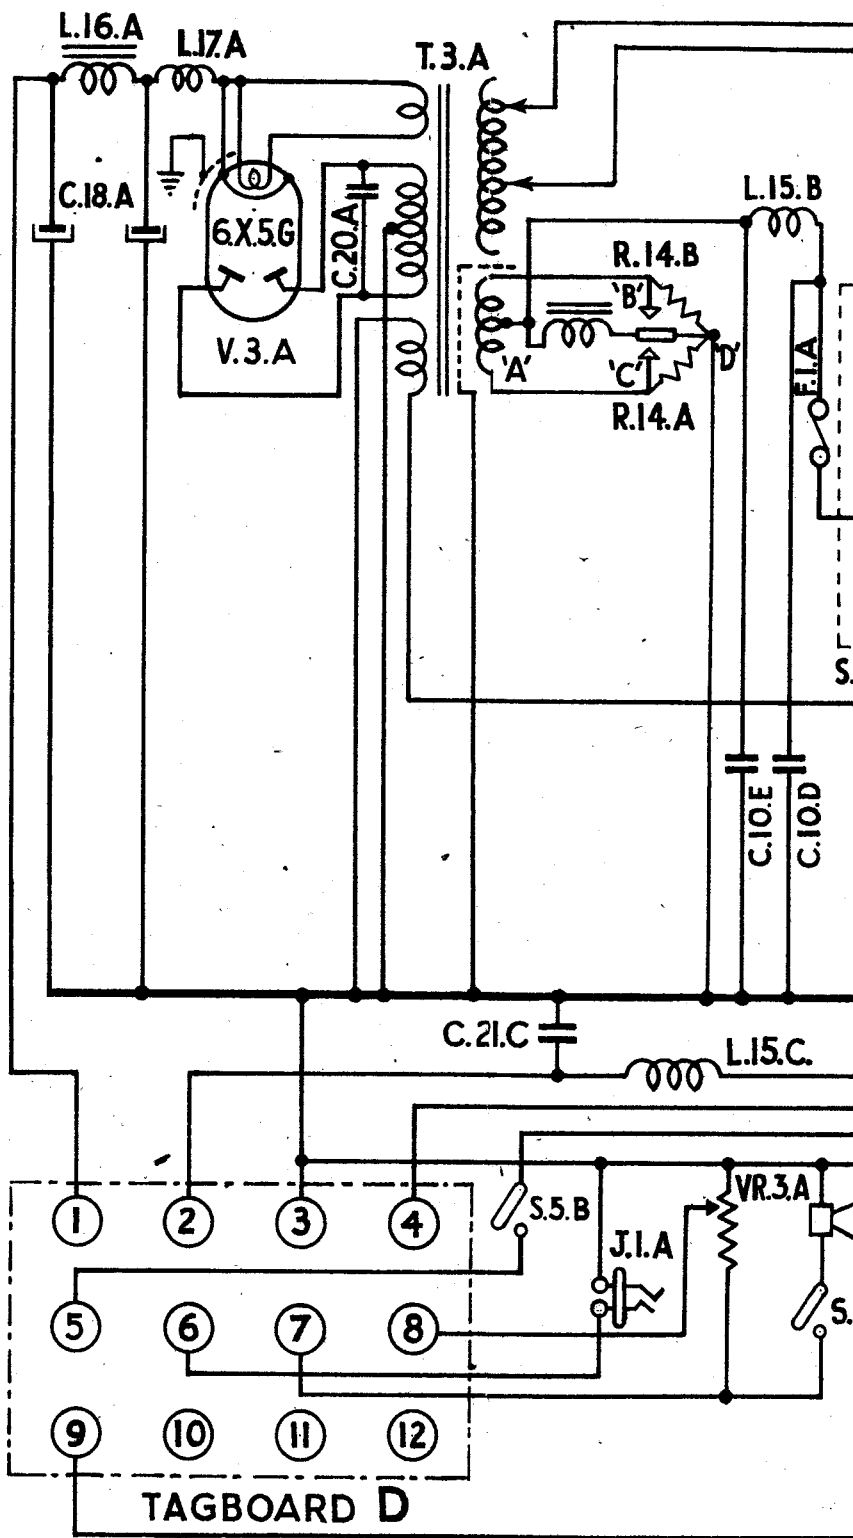 L.16.A
L.17.A
T.3.A
C.18.A
6.X.5.G
C.20.A
V.3.A
L.15.B
R.14.B
'B'
'A'
'C'
'D'
R.14.A
F.1.A
S.
C.10.E
C.10.D
C.21.C
L.15.C.
1
2
3
4
S.5.B
J.1.A
VR.3.A
5
6
7
8
S.
9
10
11
12
TAGBOARD D